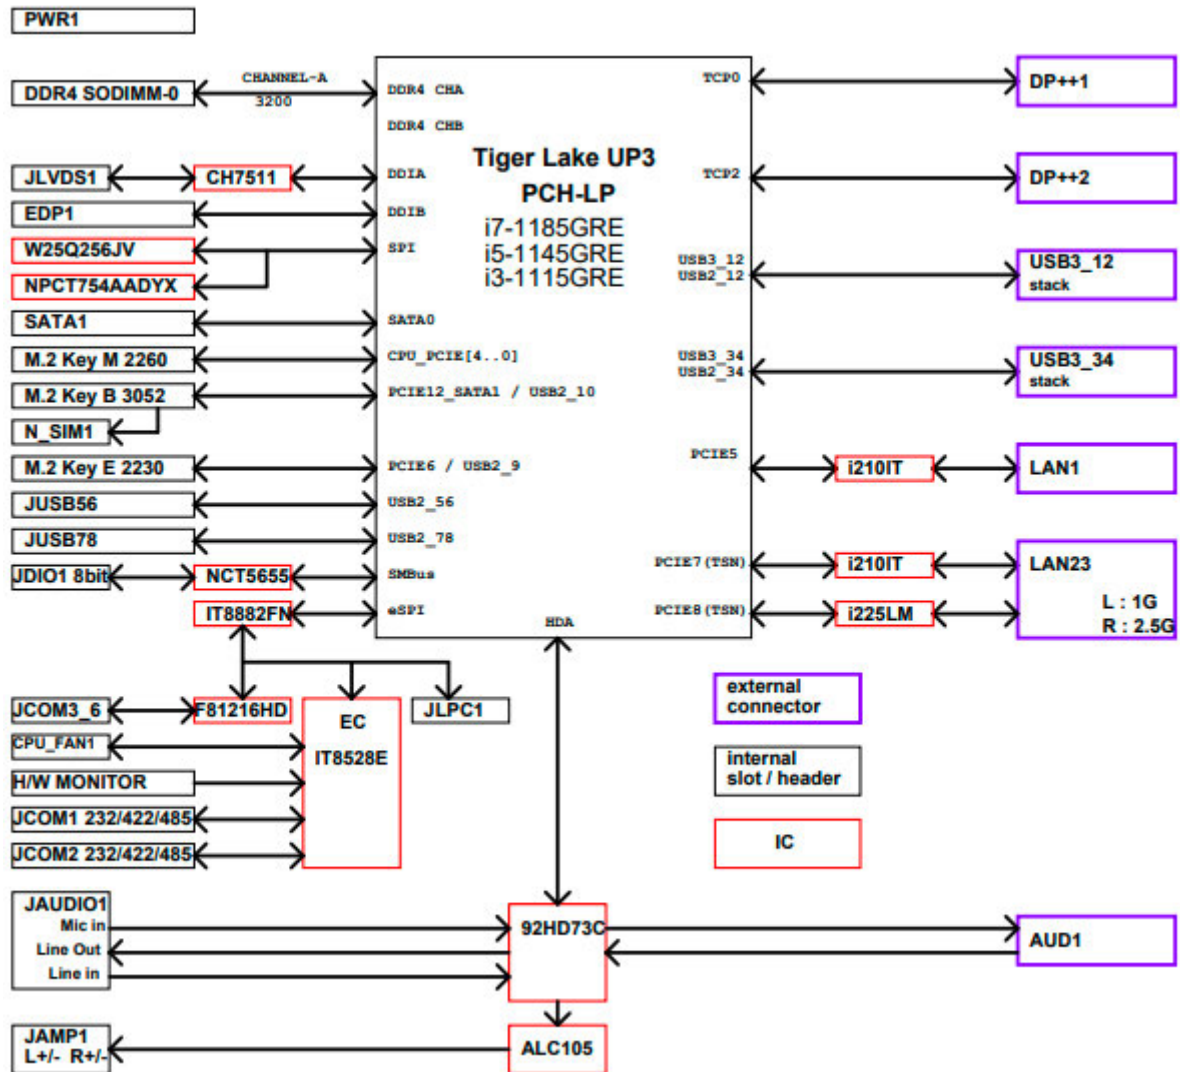 PWR1
DDR4 SODIMM-0
CHANNEL-A
3200
JLVDS1
CH7511
EDP1
W25Q256JV
NPCT754AADYX
SATA1
M.2 Key M 2260
M.2 Key B 3052
N_SIM1
M.2 Key E 2230
JUSB56
JUSB78
JDIO1 8bit
NCT5655
IT8882FN
DDR4 CHA
DDR4 CHB
DDIA
DDIB
SPI
SATA0
CPU_PCIE[4..0]
PCIE12_SATA1 / USB2_10
PCIE6 / USB2_9
USB2_56
USB2_78
SMBus
eSPI
Tiger Lake UP3
PCH-LP
i7-1185GRE
i5-1145GRE
i3-1115GRE
TCP0
TCP2
USB3_12
USB2_12
USB3_34
USB2_34
PCIE5
PCIE7(TSN)
PCIE8(TSN)
HDA
DP++1
DP++2
USB3_12
stack
USB3_34
stack
i210IT
LAN1
i210IT
i225LM
LAN23
L : 1G
R : 2.5G
JCOM3_6
F81216HD
EC
IT8528E
JLPC1
CPU_FAN1
H/W MONITOR
JCOM1 232/422/485
JCOM2 232/422/485
external
connector
internal
slot / header
IC
JAUDIO1
Mic in
Line Out
Line in
92HD73C
AUD1
JAMP1
L+/- R+/-
ALC105